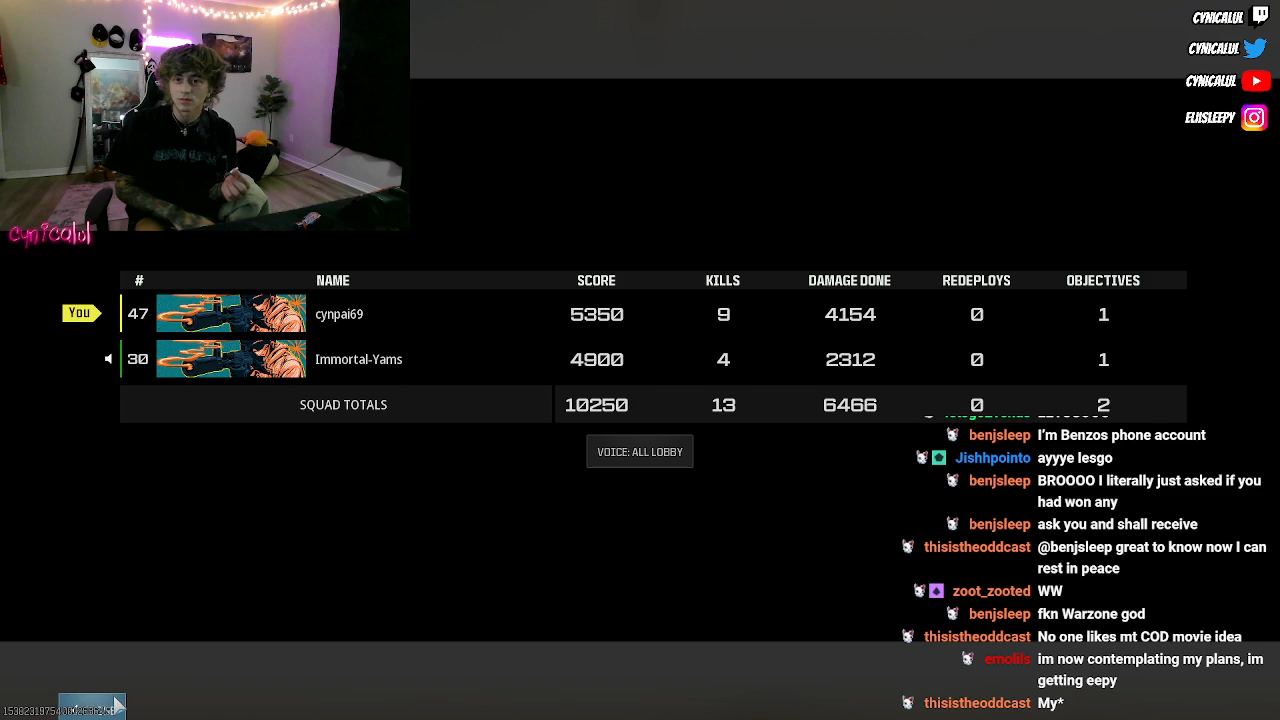 CYNICALUL
CYNICALUL
CYNICALUL
ELIISLEEPY
cynicalul
# NAME SCORE KILLS DAMAGE DONE REDEPLOYS OBJECTIVES
You 47 cynpai69 5350 9 4154 0 1
30 Immortal-Yams 4900 4 2312 0 1
SQUAD TOTALS 10250 13 6466 0 2
VOICE: ALL LOBBY
benjsleep I'm Benzos phone account
Jishhpointo ayyye lesgo
benjsleep BROOOO I literally just asked if you
had won any
benjsleep ask you and shall receive
thisistheoddcast @benjsleep great to know now I can
rest in peace
zoot_zooted WW
benjsleep fkn Warzone god
thisistheoddcast No one likes mt COD movie idea
emolils im now contemplating my plans, im
getting eepy
thisistheoddcast My*